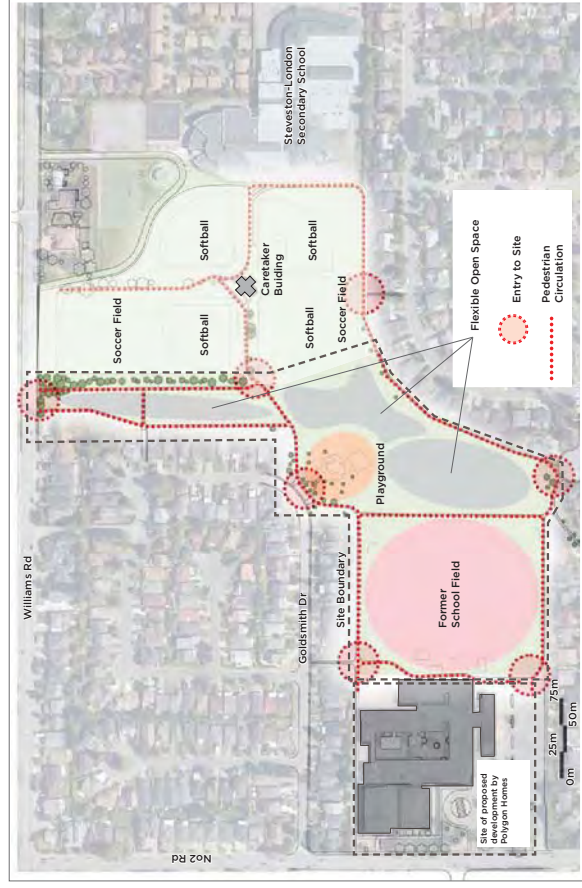 Williams Rd
Steveston-London
Secondary School
Soccer Field
Softball
Softball
Caretaker
Buiding
Softball
Softball
Soccer Field
Playground
Goldsmith Dr
Site Boundary
Former
School Field
No2 Rd
Site of proposed
development by
Polygon Homes
0m
25m
50m
75m
Flexible Open Space
Entry to Site
Pedestrian
Circulation